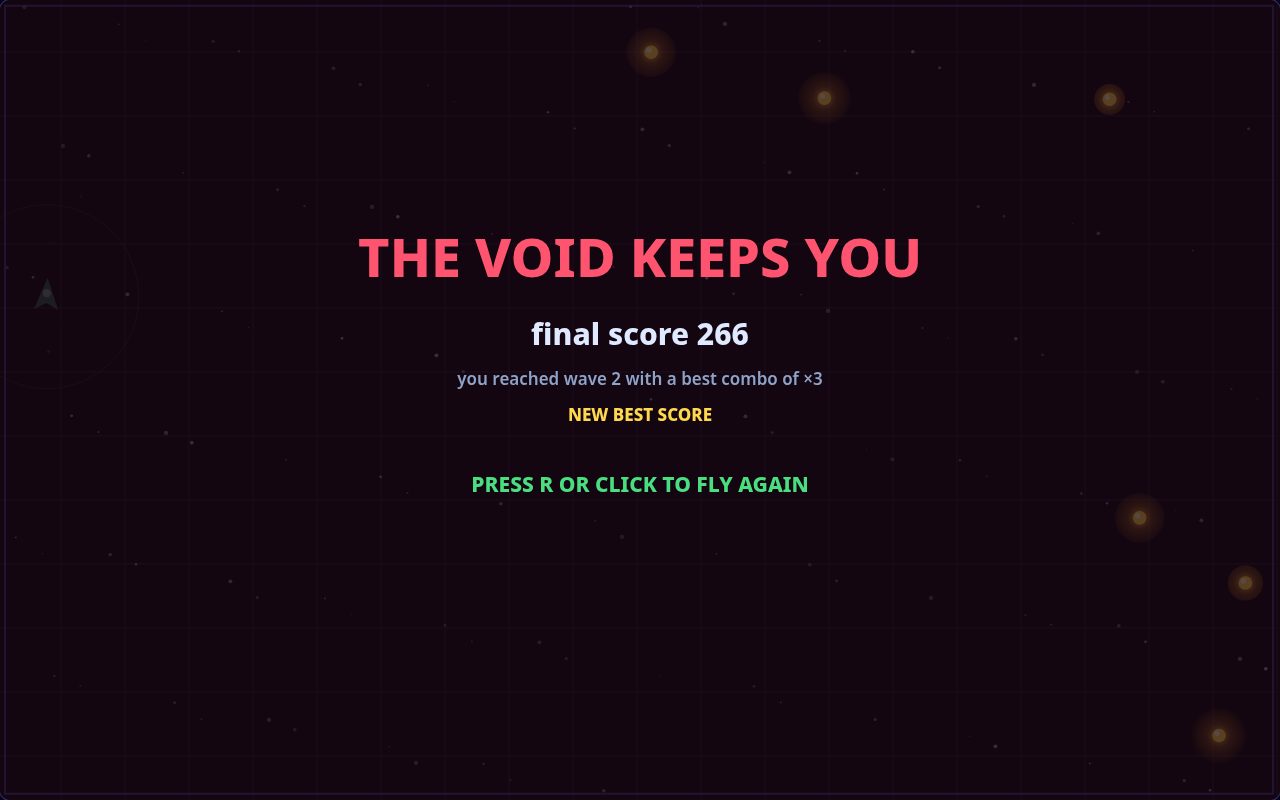 THE VOID KEEPS YOU
final score 266
you reached wave 2 with a best combo of ×3
NEW BEST SCORE
PRESS R OR CLICK TO FLY AGAIN